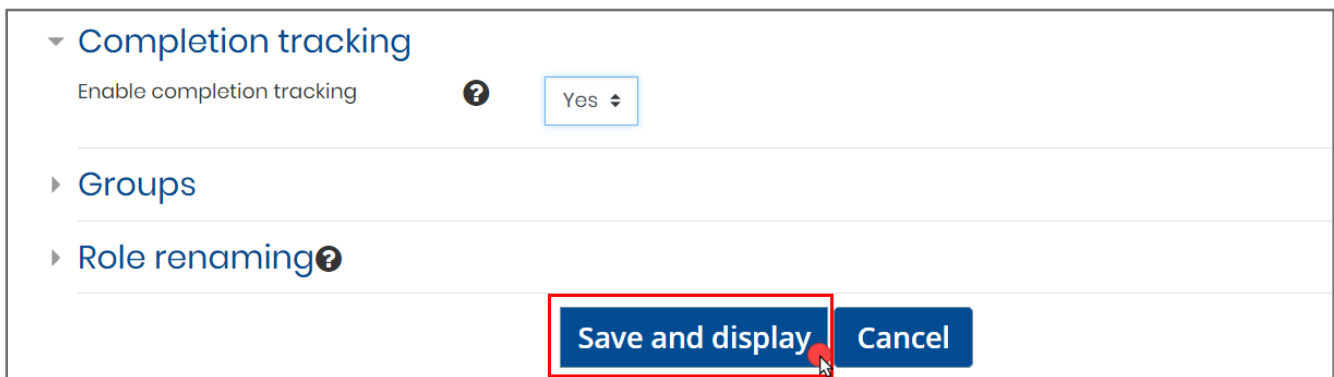 Completion tracking
Enable completion tracking ? Yes
Groups
Role renaming ?
Save and display Cancel